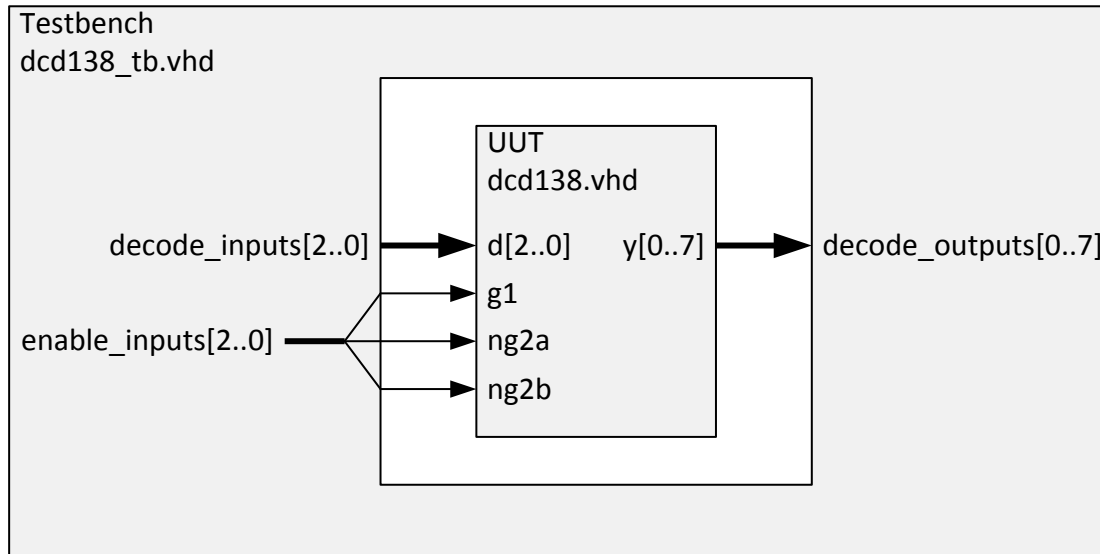 Testbench
dcd138_tb.vhd
UUT
dcd138.vhd
decode_inputs[2..0]
d[2..0]
y[0..7]
decode_outputs[0..7]
g1
enable_inputs[2..0]
ng2a
ng2b